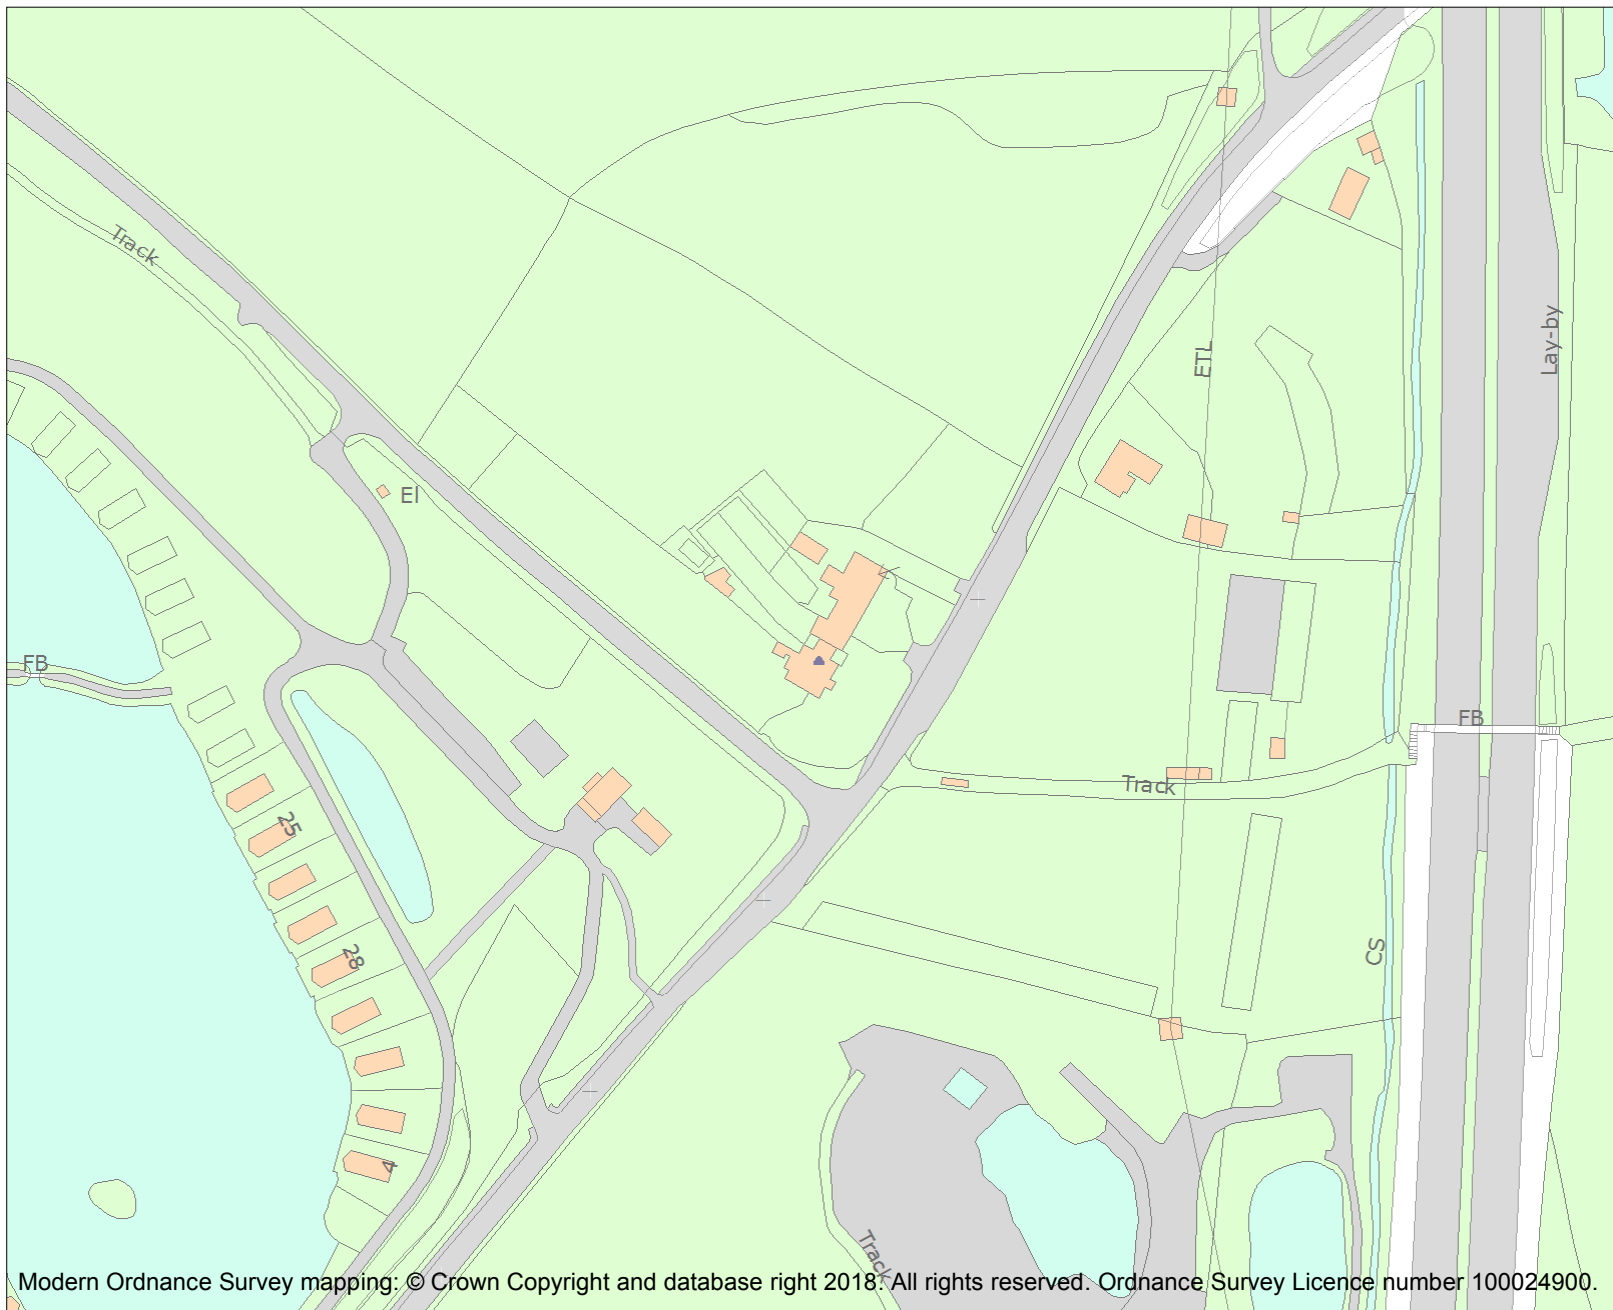 Track
Lay-by
ETL
El
FB
FB
Track
25
28
CS
4
Track
Modern Ordnance Survey mapping: © Crown Copyright and database right 2018. All rights reserved. Ordnance Survey Licence number 100024900.